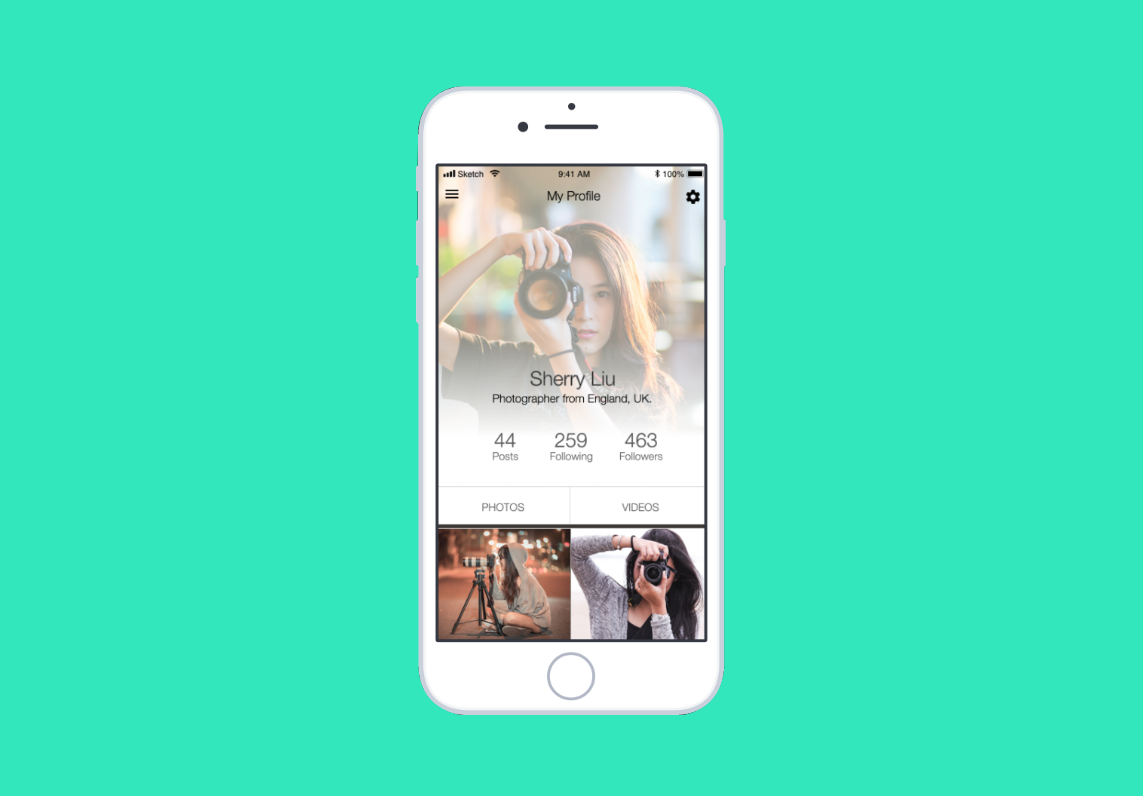 Sketch 9:41 AM 100%
My Profile
Sherry Liu
Photographer from England, UK.
44 259 463
Posts Following Followers
PHOTOS VIDEOS